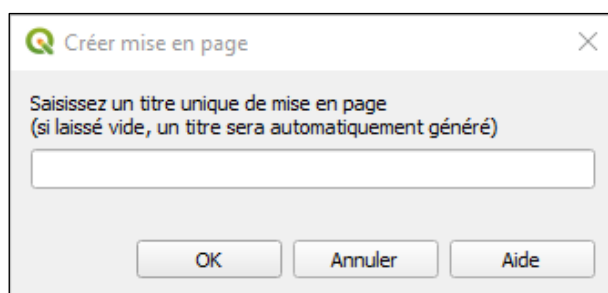 Créer mise en page
Saisissez un titre unique de mise en page
(si laissé vide, un titre sera automatiquement généré)
OK Annuler Aide